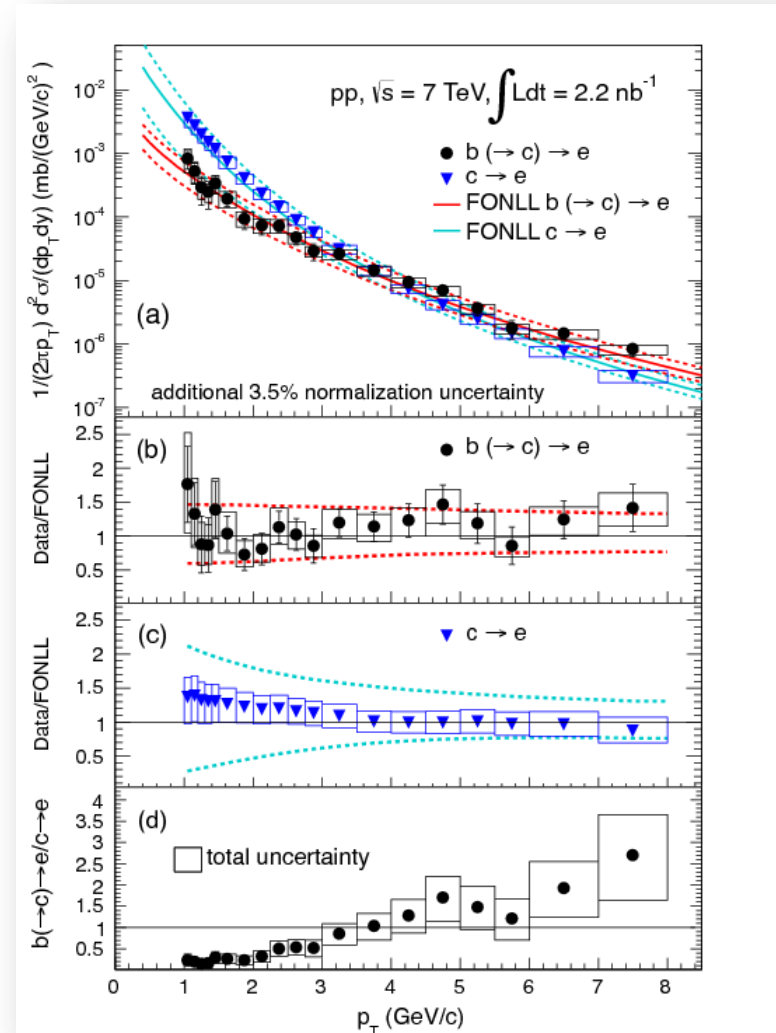 1/(2πp_T) d²σ/(dp_Tdy) (mb/(GeV/c)²)
10⁻²
10⁻³
10⁻⁴
10⁻⁵
10⁻⁶
10⁻⁷
pp, √s = 7 TeV, ∫Ldt = 2.2 nb⁻¹
b (→ c) → e
c → e
FONLL b (→ c) → e
FONLL c → e
(a)
additional 3.5% normalization uncertainty
Data/FONLL
2.5
2
1.5
1
0.5
(b)
b (→ c) → e
Data/FONLL
2.5
2
1.5
1
0.5
(c)
c → e
b(→c)→e/c→e
4
3.5
3
2.5
2
1.5
1
0.5
(d)
total uncertainty
0 1 2 3 4 5 6 7 8
p_T (GeV/c)